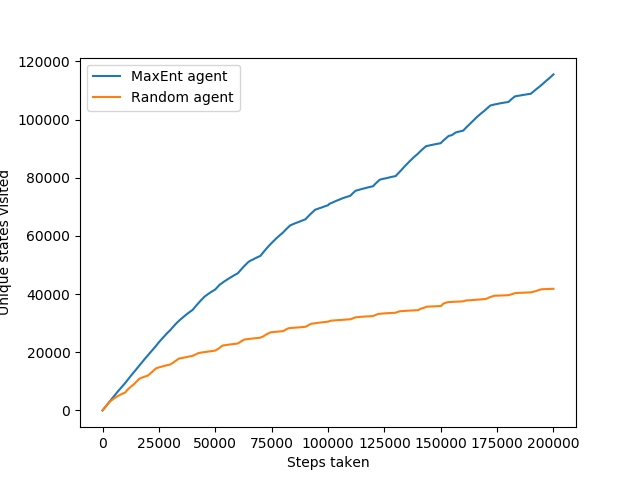 MaxEnt agent
Random agent
120000
100000
80000
60000
40000
20000
0
Unique states visited
0 25000 50000 75000 100000 125000 150000 175000 200000
Steps taken